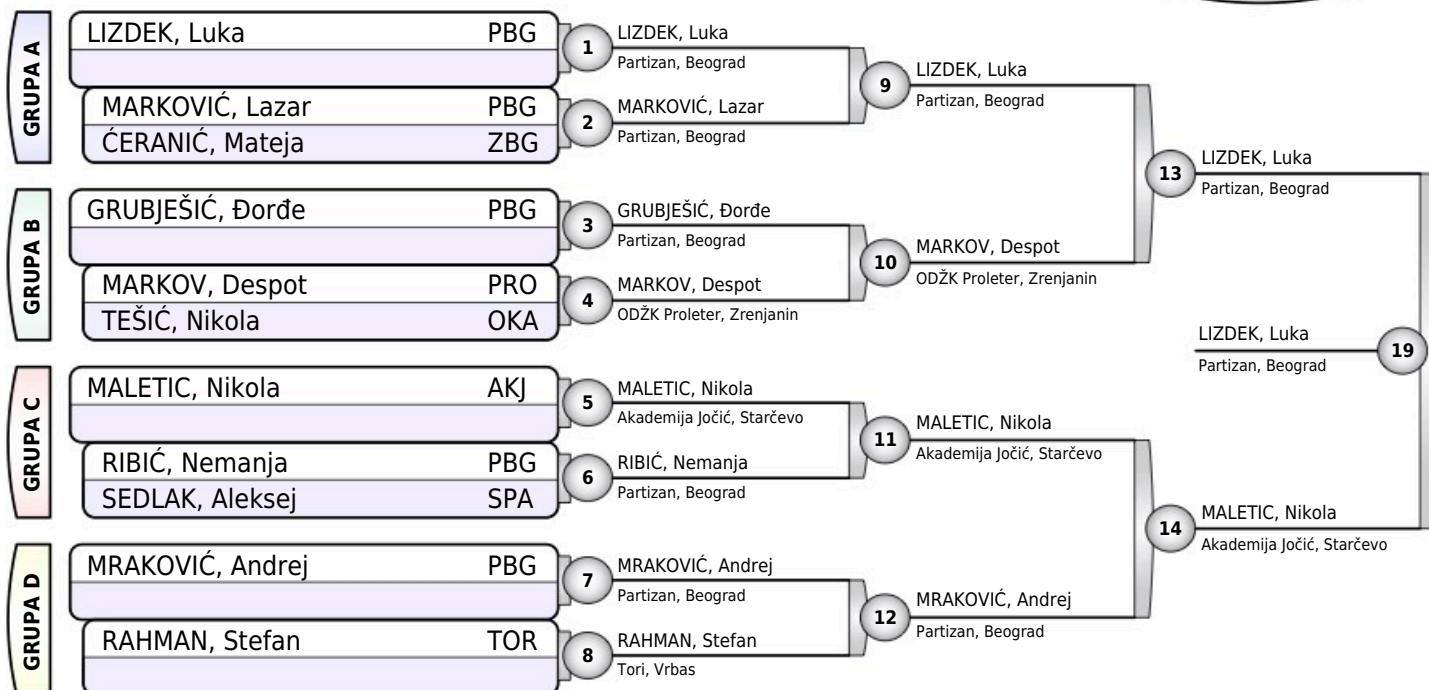 GRUPA A
LIZDEK, Luka PBG
MARKOVIĆ, Lazar PBG
ĆERANIĆ, Mateja ZBG
GRUPA B
GRUBJEŠIĆ, Đorđe PBG
MARKOV, Despot PRO
TEŠIĆ, Nikola OKA
GRUPA C
MALETIC, Nikola AKJ
RIBIĆ, Nemanja PBG
SEDLAK, Aleksej SPA
GRUPA D
MRAKOVIĆ, Andrej PBG
RAHMAN, Stefan TOR
1
LIZDEK, Luka
Partizan, Beograd
2
MARKOVIĆ, Lazar
Partizan, Beograd
3
GRUBJEŠIĆ, Đorđe
Partizan, Beograd
4
MARKOV, Despot
ODŽK Proleter, Zrenjanin
5
MALETIC, Nikola
Akademija Jočić, Starčevo
6
RIBIĆ, Nemanja
Partizan, Beograd
7
MRAKOVIĆ, Andrej
Partizan, Beograd
8
RAHMAN, Stefan
Tori, Vrbas
9
LIZDEK, Luka
Partizan, Beograd
10
MARKOV, Despot
ODŽK Proleter, Zrenjanin
11
MALETIC, Nikola
Akademija Jočić, Starčevo
12
MRAKOVIĆ, Andrej
Partizan, Beograd
13
LIZDEK, Luka
Partizan, Beograd
14
MALETIC, Nikola
Akademija Jočić, Starčevo
LIZDEK, Luka
Partizan, Beograd
19